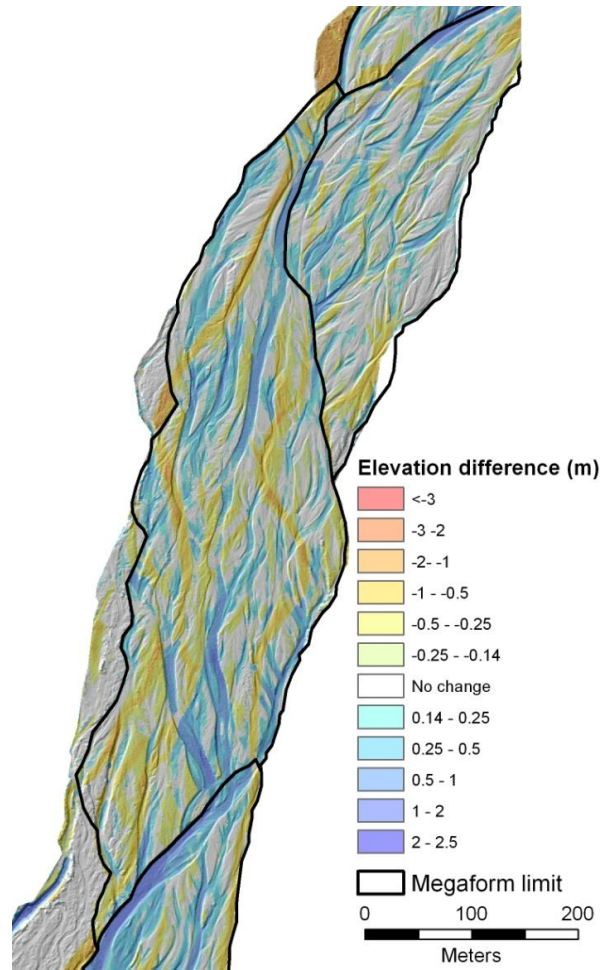 Elevation difference (m)
<-3
-3 -2
-2- -1
-1 - -0.5
-0.5 - -0.25
-0.25 - -0.14
No change
0.14 - 0.25
0.25 - 0.5
0.5 - 1
1 - 2
2 - 2.5
Megaform limit
0 100 200
Meters